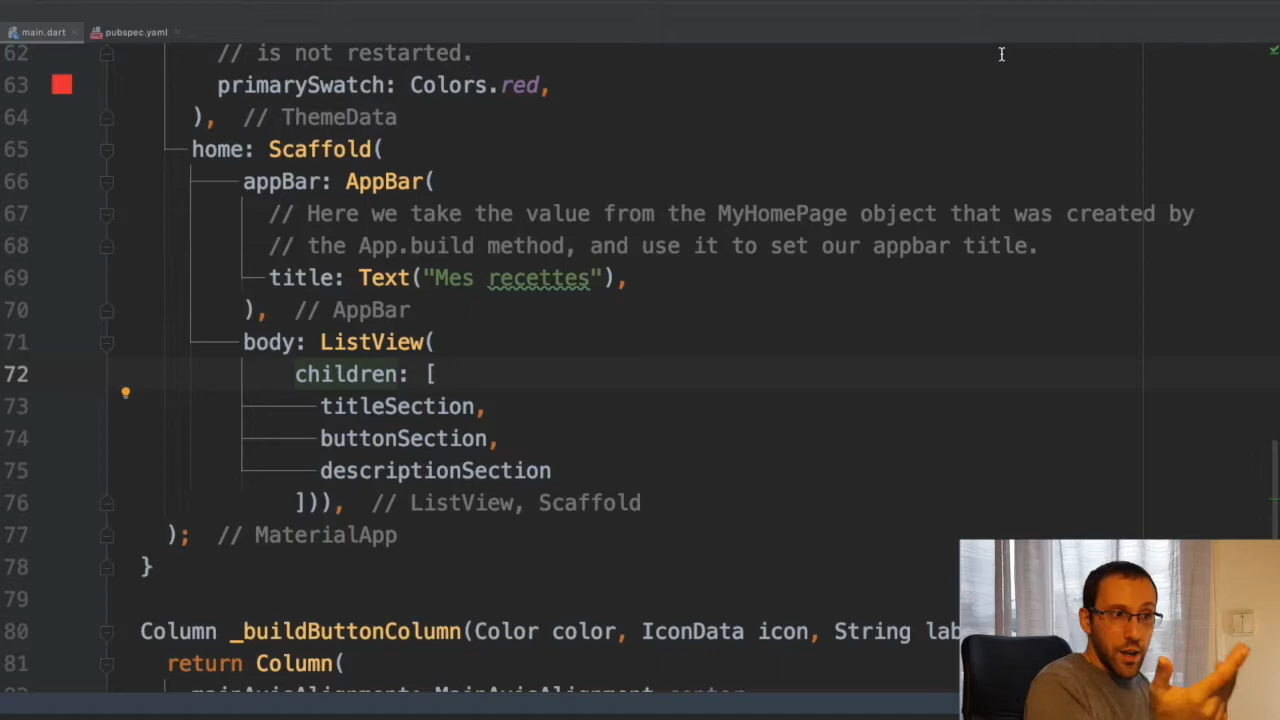 main.dart
pubspec.yaml
62 // is not restarted.
63 primarySwatch: Colors.red,
64 ), // ThemeData
65 home: Scaffold(
66 appBar: AppBar(
67 // Here we take the value from the MyHomePage object that was created by
68 // the App.build method, and use it to set our appbar title.
69 title: Text("Mes recettes"),
70 ), // AppBar
71 body: ListView(
72 children: [
73 titleSection,
74 buttonSection,
75 descriptionSection
76 ])), // ListView, Scaffold
77 ); // MaterialApp
78 }
79
80 Column _buildButtonColumn(Color color, IconData icon, String lab
81 return Column(
mainAxisAlignment: MainAxisAlignment.center